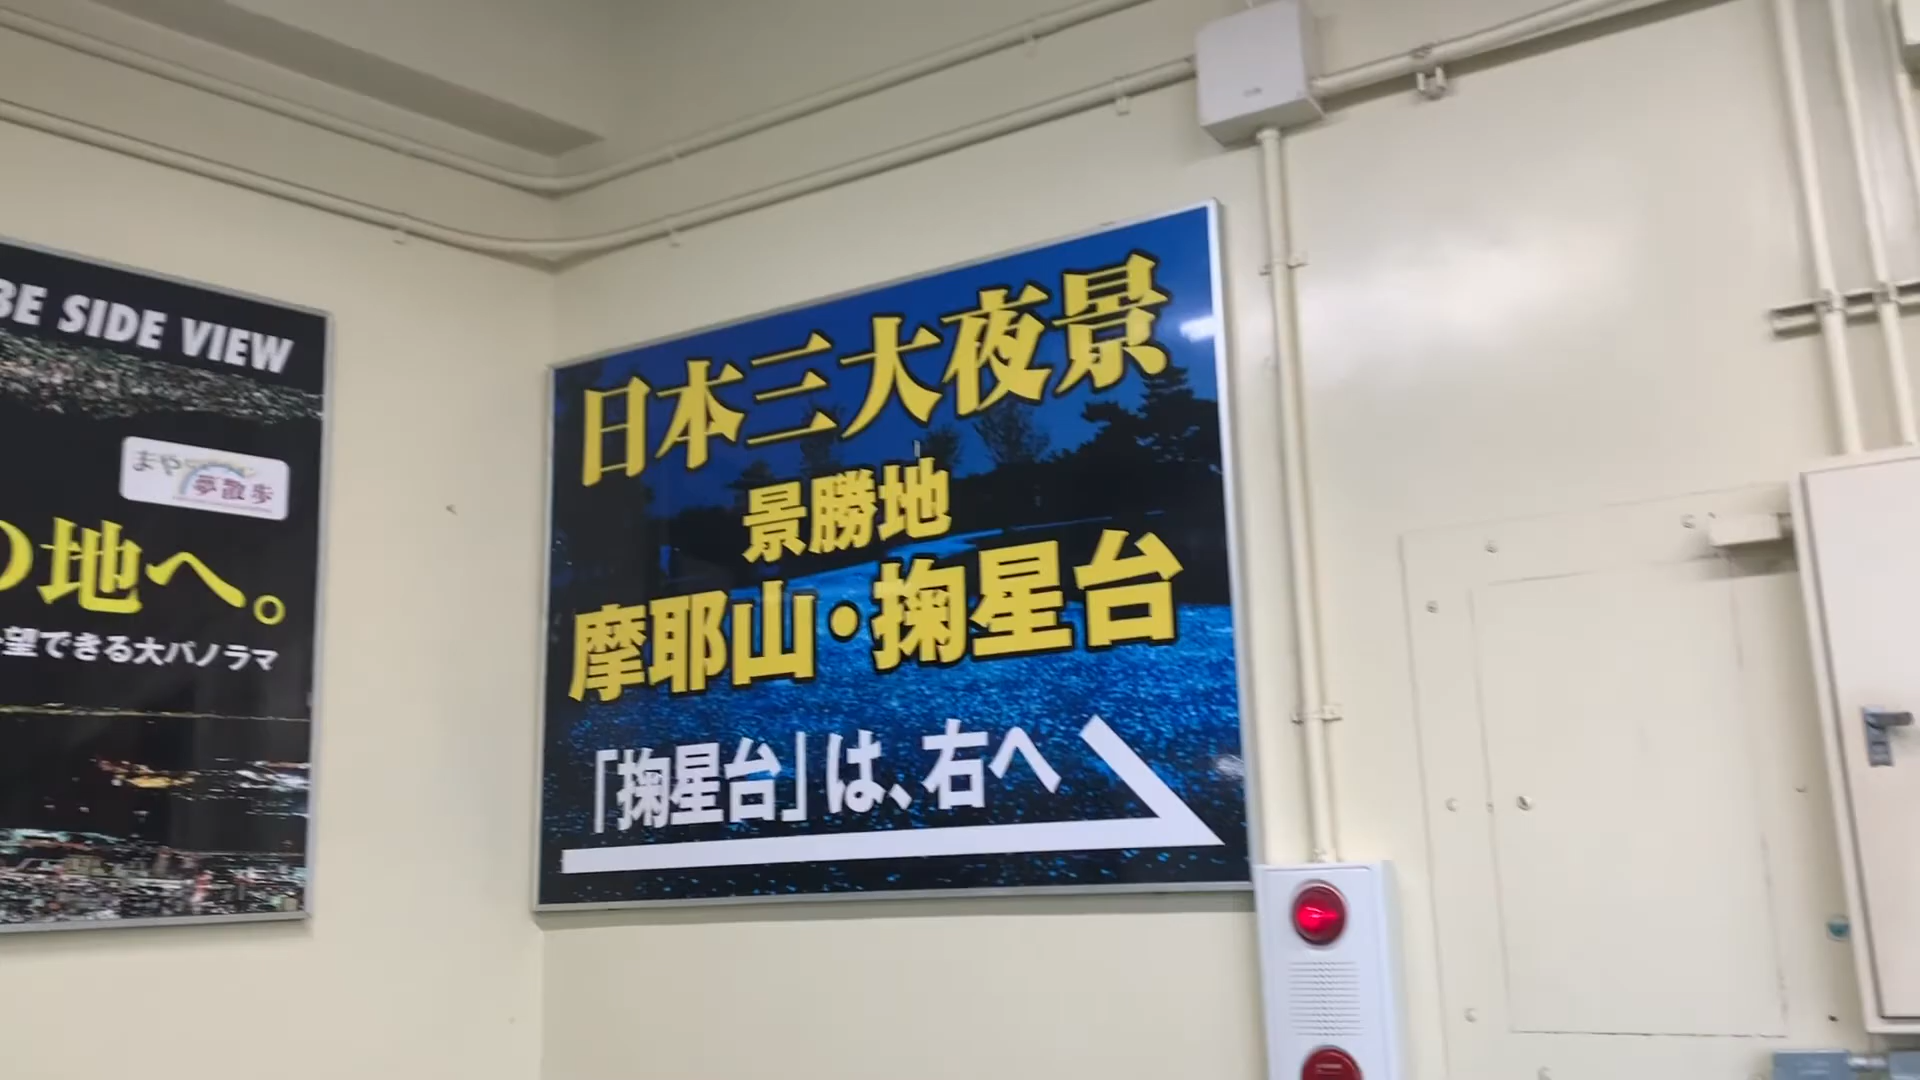 BE SIDE VIEW
まや
夢散歩
の地へ。
望できる大パノラマ
日本三大夜景
景勝地
摩耶山・掬星台
「掬星台」は、右へ